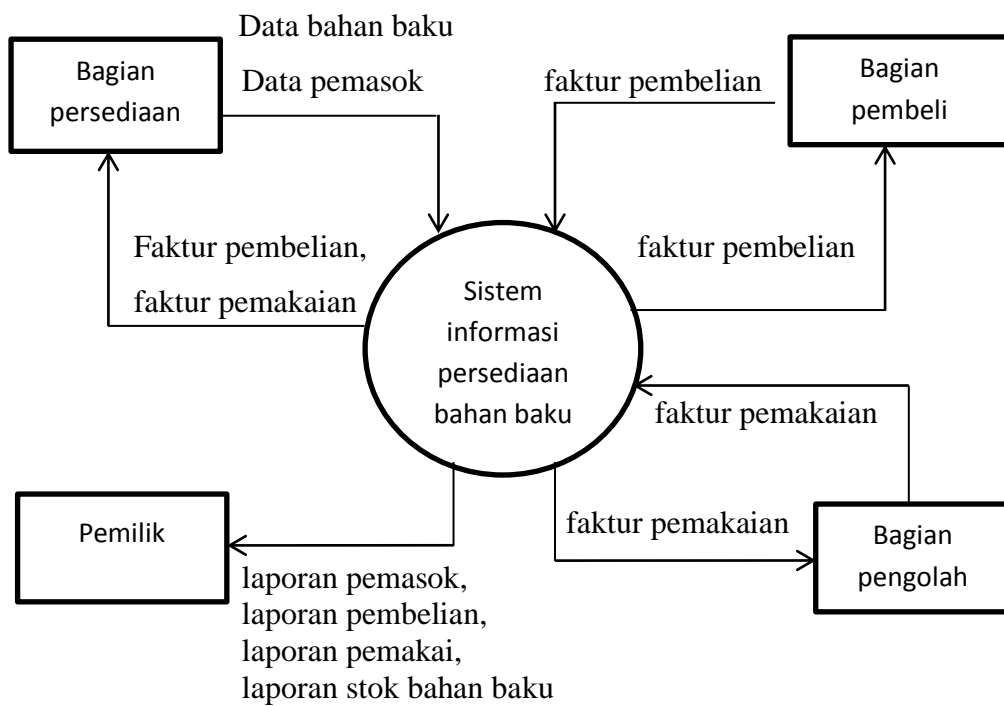 Data bahan baku
Data pemasok
Bagian
persediaan
faktur pembelian
Bagian
pembeli
Faktur pembelian,
faktur pemakaian
Sistem
informasi
persediaan
bahan baku
faktur pembelian
faktur pemakaian
Pemilik
faktur pemakaian
Bagian
pengolah
laporan pemasok,
laporan pembelian,
laporan pemakai,
laporan stok bahan baku